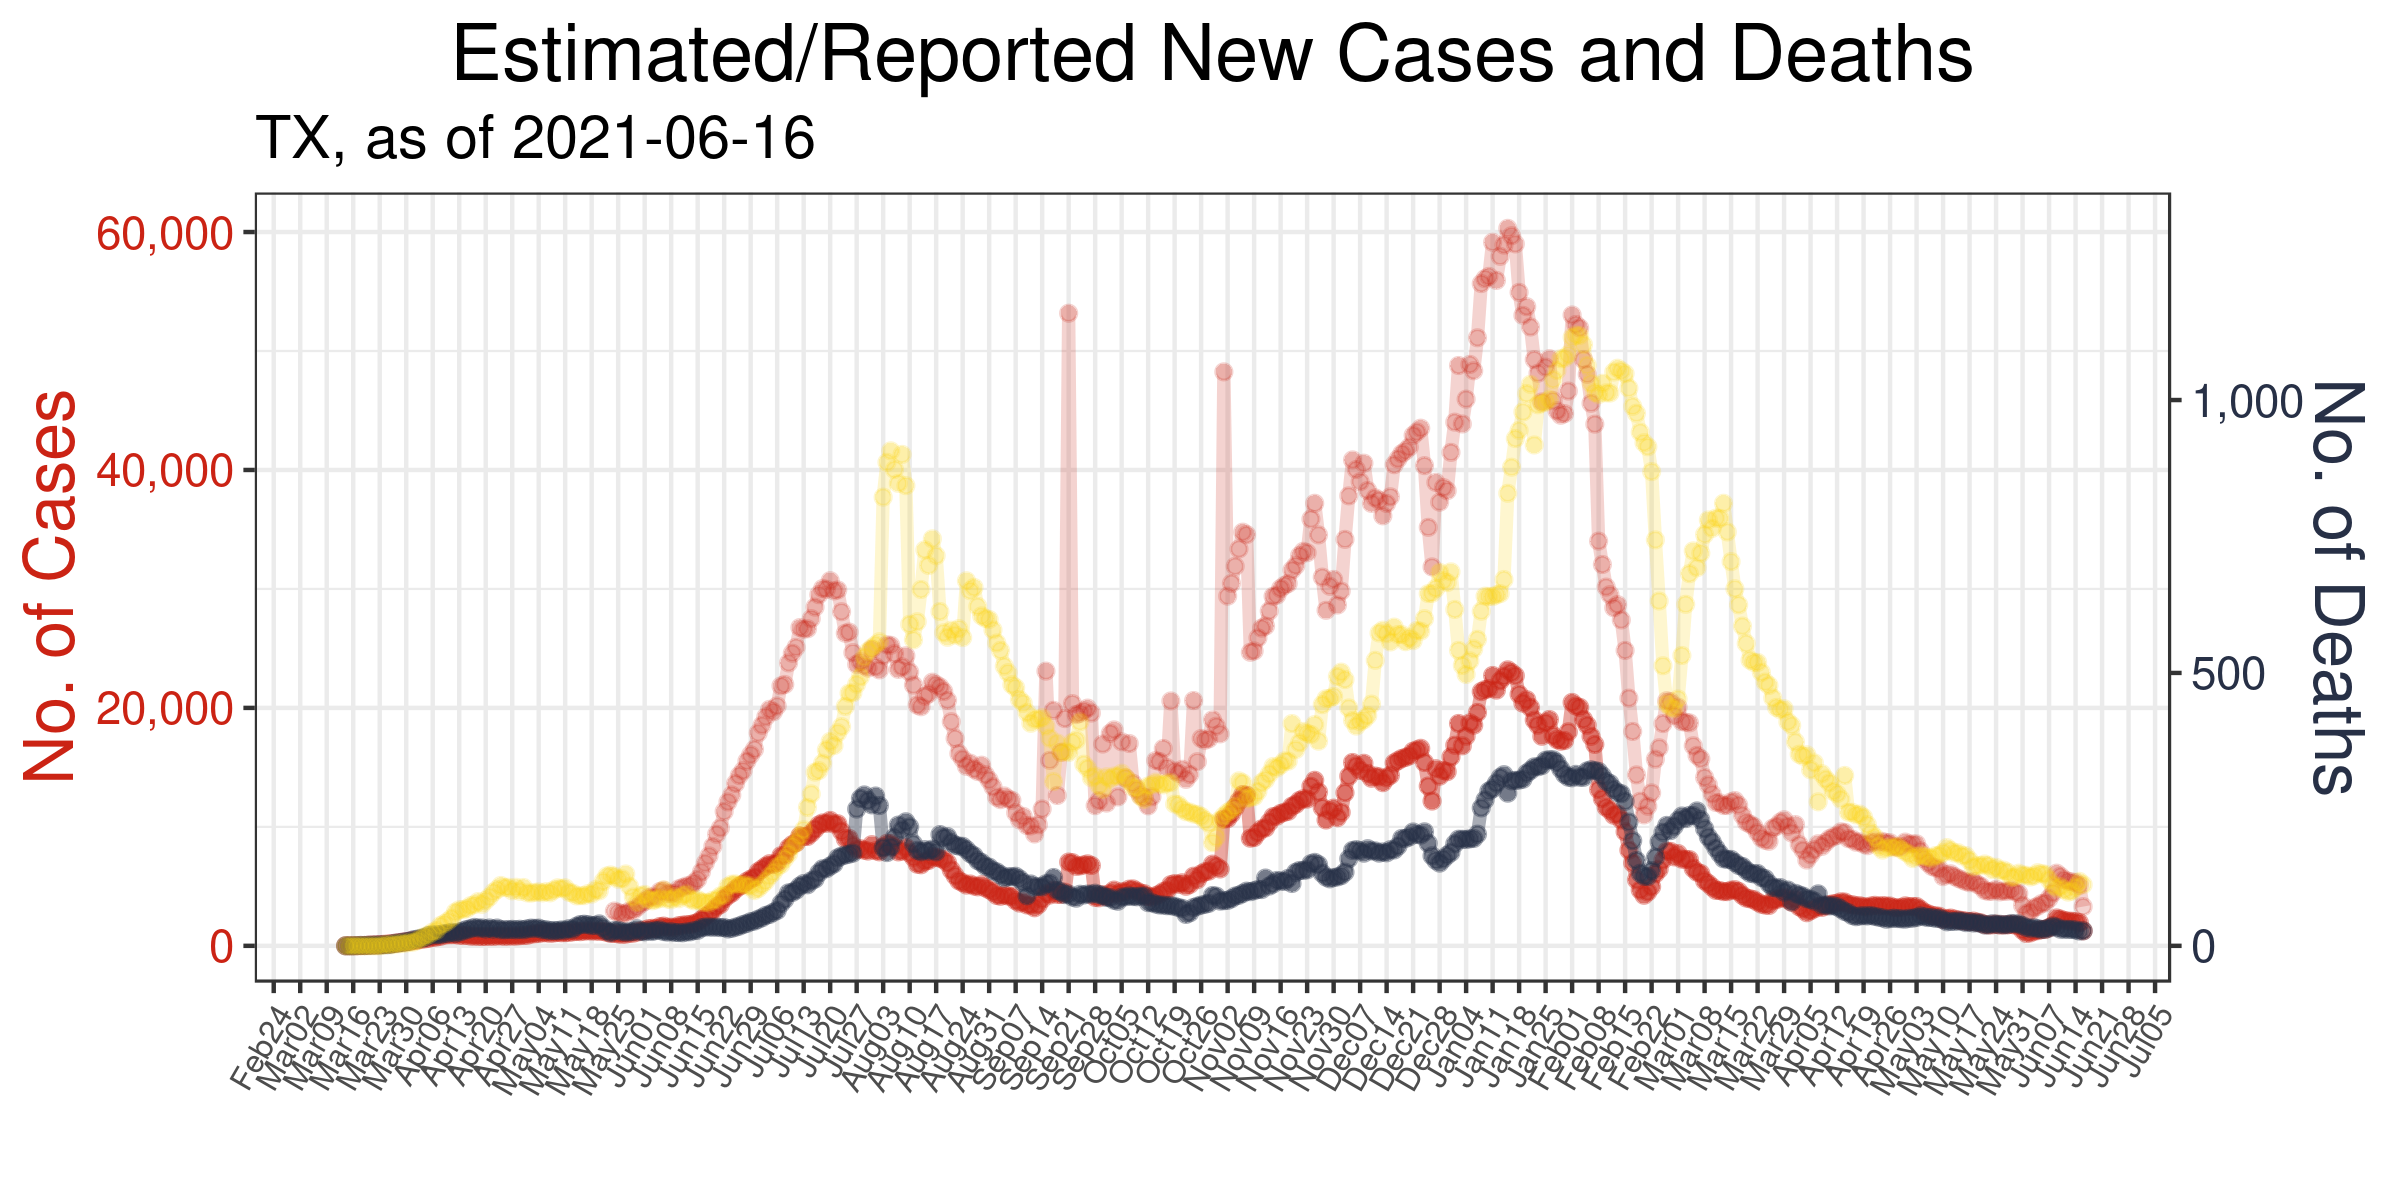 Estimated/Reported New Cases and Deaths
TX, as of 2021-06-16
No. of Cases
60,000
40,000
20,000
0
No. of Deaths
1,000
500
0
Feb24
Mar02
Mar09
Mar16
Mar23
Mar30
Apr06
Apr13
Apr20
Apr27
May04
May11
May18
May25
Jun01
Jun08
Jun15
Jun22
Jun29
Jul06
Jul13
Jul20
Jul27
Aug03
Aug10
Aug17
Aug24
Aug31
Sep07
Sep14
Sep21
Sep28
Oct05
Oct12
Oct19
Oct26
Nov02
Nov09
Nov16
Nov23
Nov30
Dec07
Dec14
Dec21
Dec28
Jan04
Jan11
Jan18
Jan25
Feb01
Feb08
Feb15
Feb22
Mar01
Mar08
Mar15
Mar22
Mar29
Apr05
Apr12
Apr19
Apr26
May03
May10
May17
May24
May31
Jun07
Jun14
Jun21
Jun28
Jul05